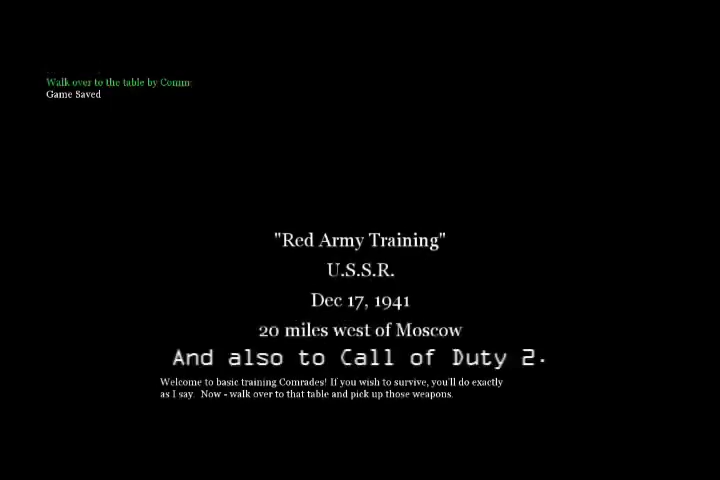 Walk over to the table by Comm
Game Saved
"Red Army Training"
U.S.S.R.
Dec 17, 1941
20 miles west of Moscow
And also to Call of Duty 2.
Welcome to basic training Comrades! If you wish to survive, you'll do exactly
as I say. Now - walk over to that table and pick up those weapons.